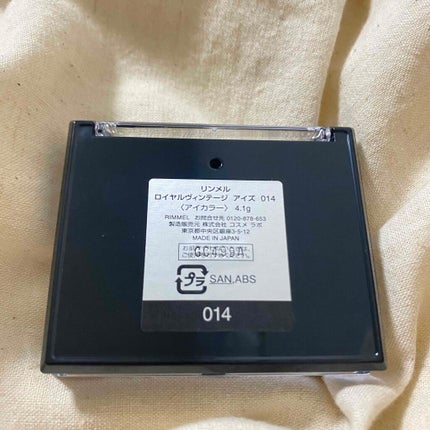 リンメル
ロイヤルヴィンテージ アイズ 014
〈アイカラー〉 4.1g
RIMMEL お問合せ先 0120-878-653
製造販売元 株式会社 コスメ ラボ
東京都中央区銀座3-5-12
MADE IN JAPAN
プラ SAN,ABS
014